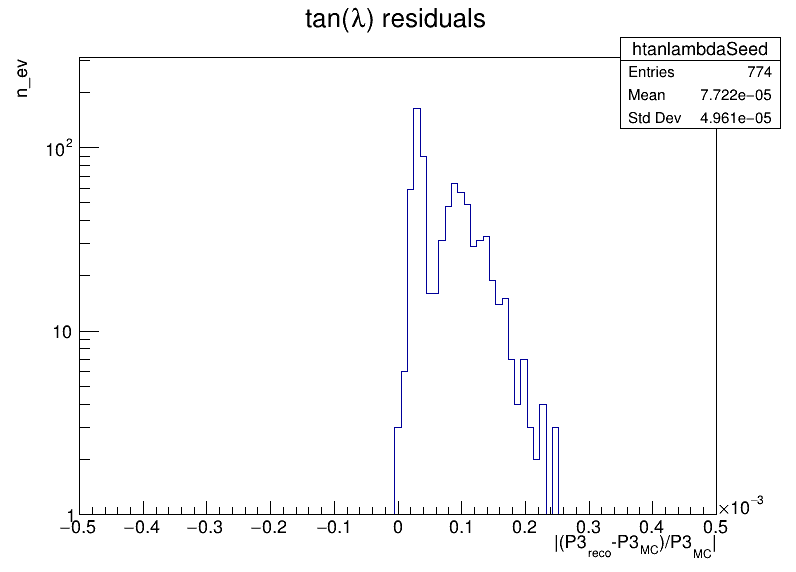 tan(λ) residuals
htanlambdaSeed
Entries 774
Mean 7.722e−05
Std Dev 4.961e−05
n_ev
10²
10
1
−0.5 −0.4 −0.3 −0.2 −0.1 0 0.1 0.2 0.3 0.4 0.5
×10⁻³
|(P3reco-P3MC)/P3MC|